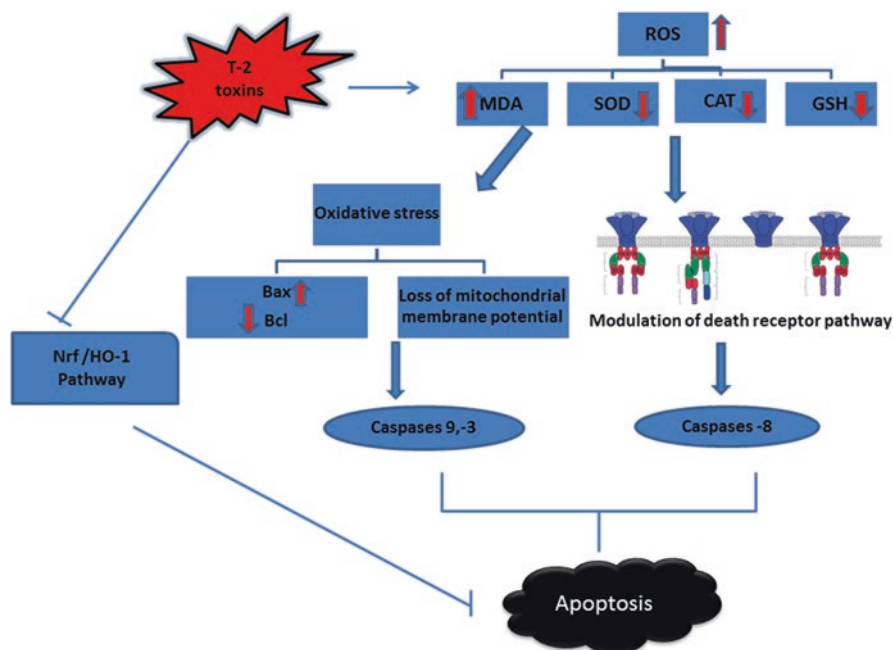 T-2
toxins
ROS
MDA
SOD
CAT
GSH
Oxidative stress
Bax
Bcl
Loss of mitochondrial
membrane potential
Modulation of death receptor pathway
Nrf /HO-1
Pathway
Caspases 9,-3
Caspases -8
Apoptosis